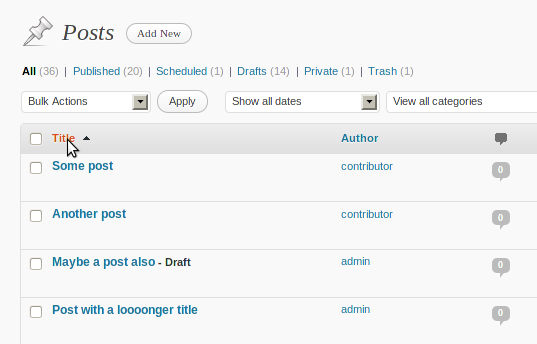 Posts Add New
All (36) | Published (20) | Scheduled (1) | Drafts (14) | Private (1) | Trash (1)
Bulk Actions Apply Show all dates View all categories
Title Author
Some post contributor 0
Another post contributor 0
Maybe a post also - Draft admin 0
Post with a loooonger title admin 0